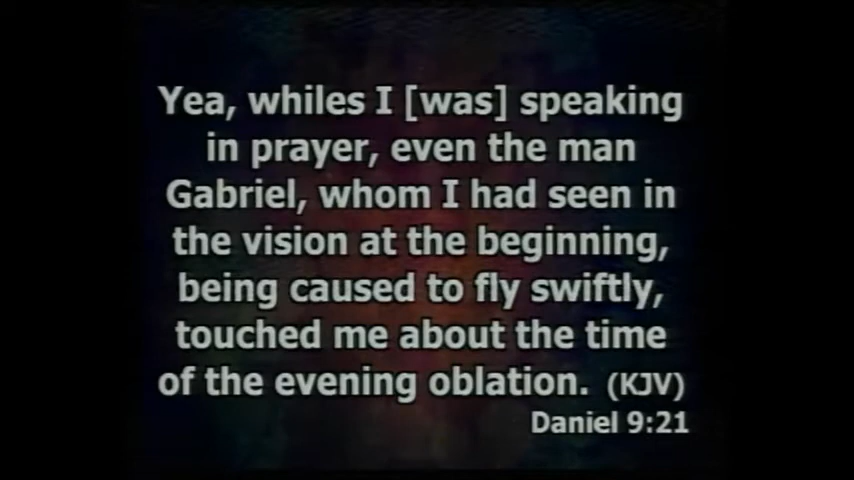 Yea, whiles I [was] speaking
in prayer, even the man
Gabriel, whom I had seen in
the vision at the beginning,
being caused to fly swiftly,
touched me about the time
of the evening oblation. (KJV)
Daniel 9:21